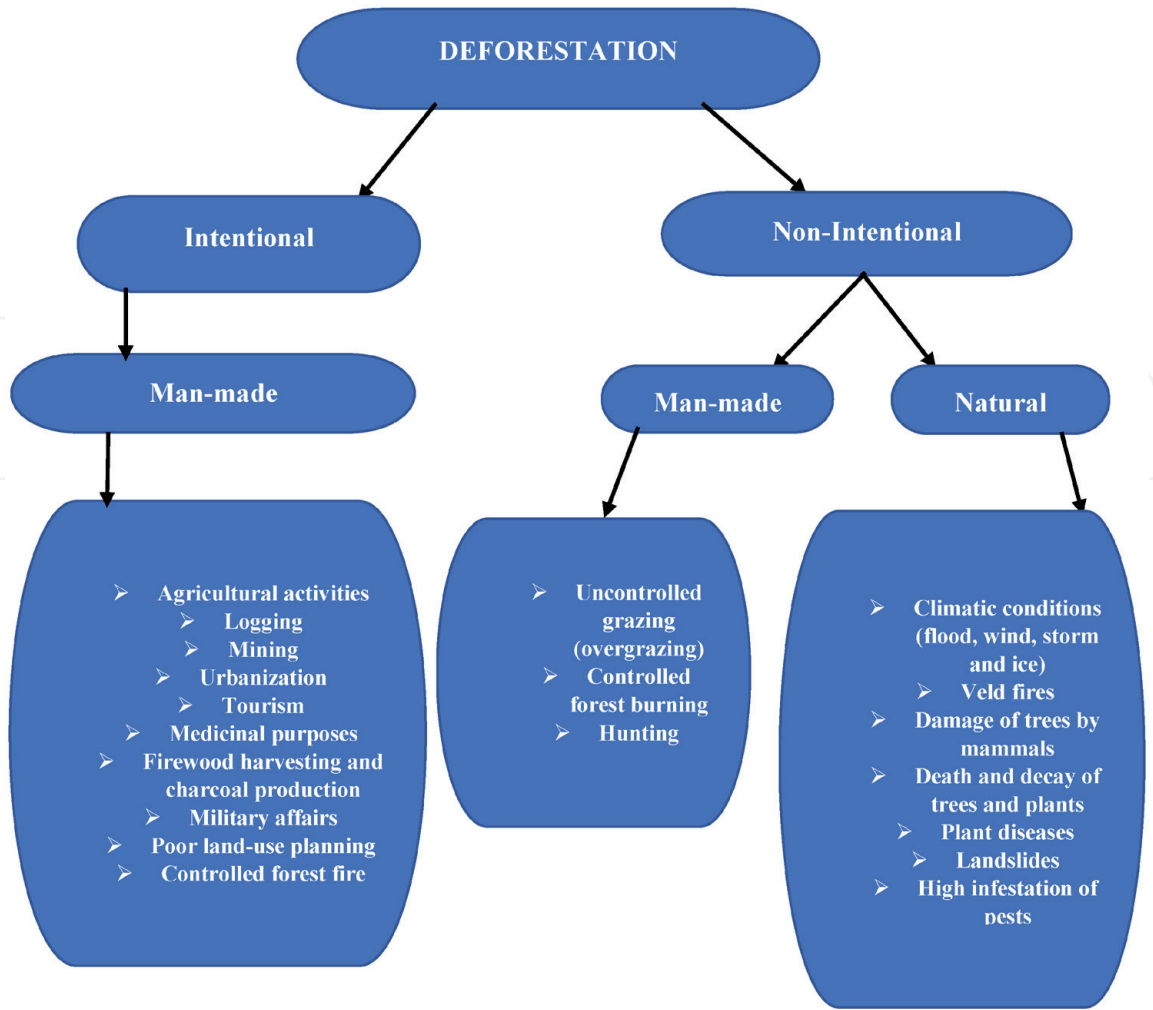 DEFORESTATION
Intentional
Non-Intentional
Man-made
Man-made
Natural
➢ Agricultural activities
➢ Logging
➢ Mining
➢ Urbanization
➢ Tourism
➢ Medicinal purposes
➢ Firewood harvesting and
charcoal production
➢ Military affairs
➢ Poor land-use planning
➢ Controlled forest fire
➢ Uncontrolled
grazing
(overgrazing)
➢ Controlled
forest burning
➢ Hunting
➢ Climatic conditions
(flood, wind, storm
and ice)
➢ Veld fires
➢ Damage of trees by
mammals
➢ Death and decay of
trees and plants
➢ Plant diseases
➢ Landslides
➢ High infestation of
pests